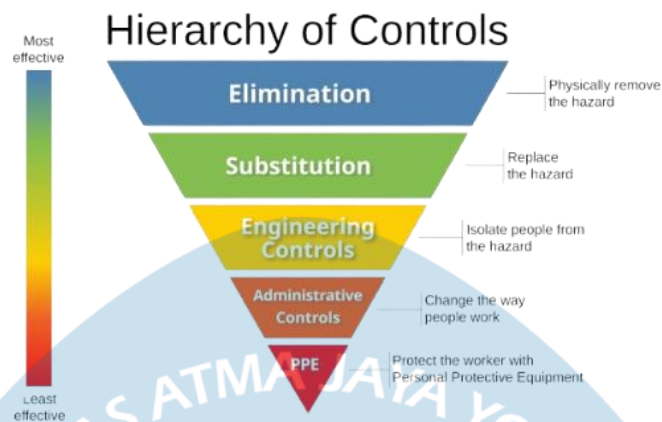 Hierarchy of Controls
Most
effective
Elimination
Physically remove
the hazard
Substitution
Replace
the hazard
Engineering
Controls
Isolate people from
the hazard
Administrative
Controls
Change the way
people work
PPE
Protect the worker with
Personal Protective Equipment
Least
effective
S ATMA JAYA YO